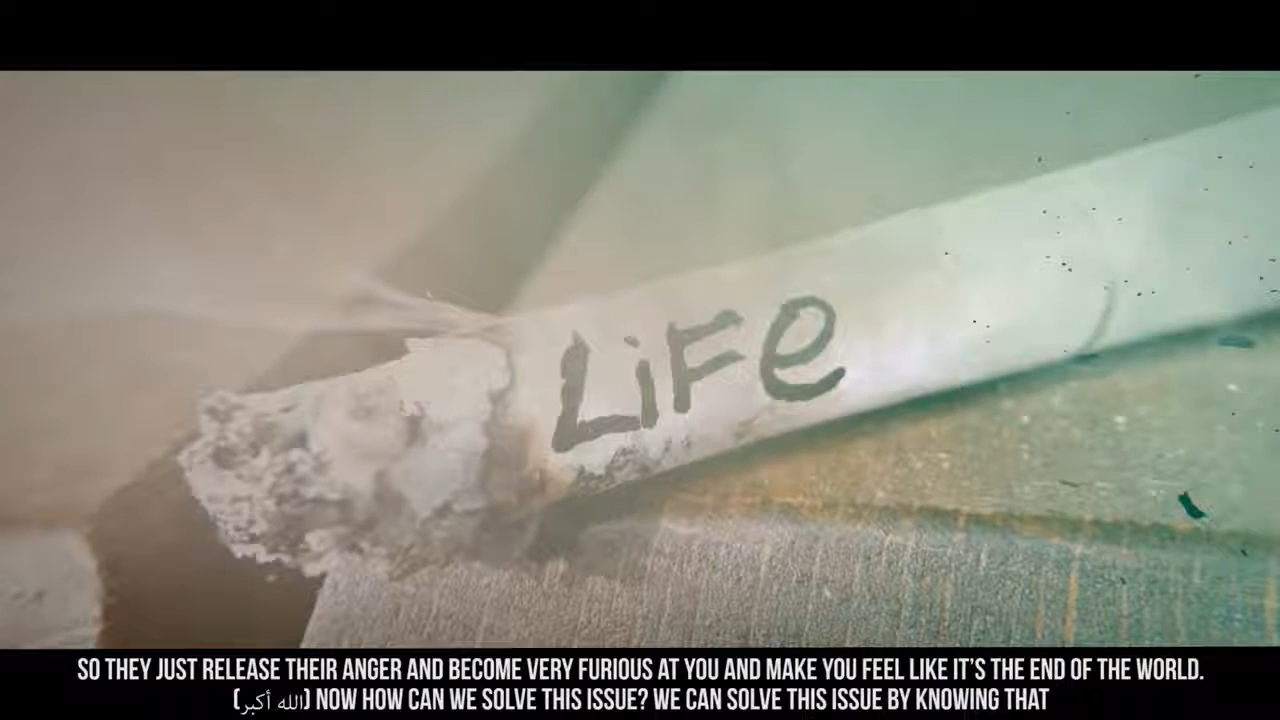 LiFe
SO THEY JUST RELEASE THEIR ANGER AND BECOME VERY FURIOUS AT YOU AND MAKE YOU FEEL LIKE IT'S THE END OF THE WORLD.
(الله أكبر) NOW HOW CAN WE SOLVE THIS ISSUE? WE CAN SOLVE THIS ISSUE BY KNOWING THAT